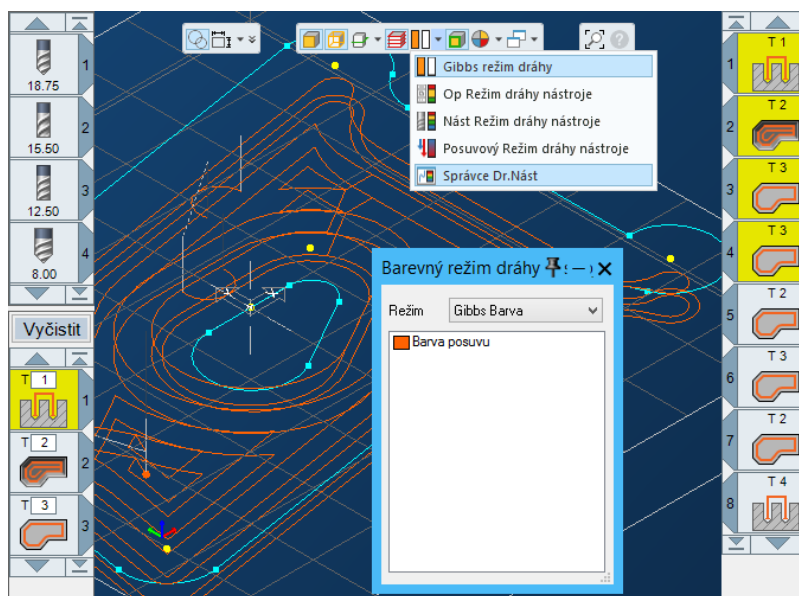 18.75
1
15.50
2
12.50
3
8.00
4
Vyčistit
T 1
1
T 2
2
T 3
3
Gibbs režim dráhy
Op Režim dráhy nástroje
Nást Režim dráhy nástroje
Posuvový Režim dráhy nástroje
Správce Dr.Nást
Barevný režim dráhy
Režim
Gibbs Barva
Barva posuvu
T 1
1
T 2
2
T 3
3
T 3
4
T 2
5
T 3
6
T 2
7
T 4
8